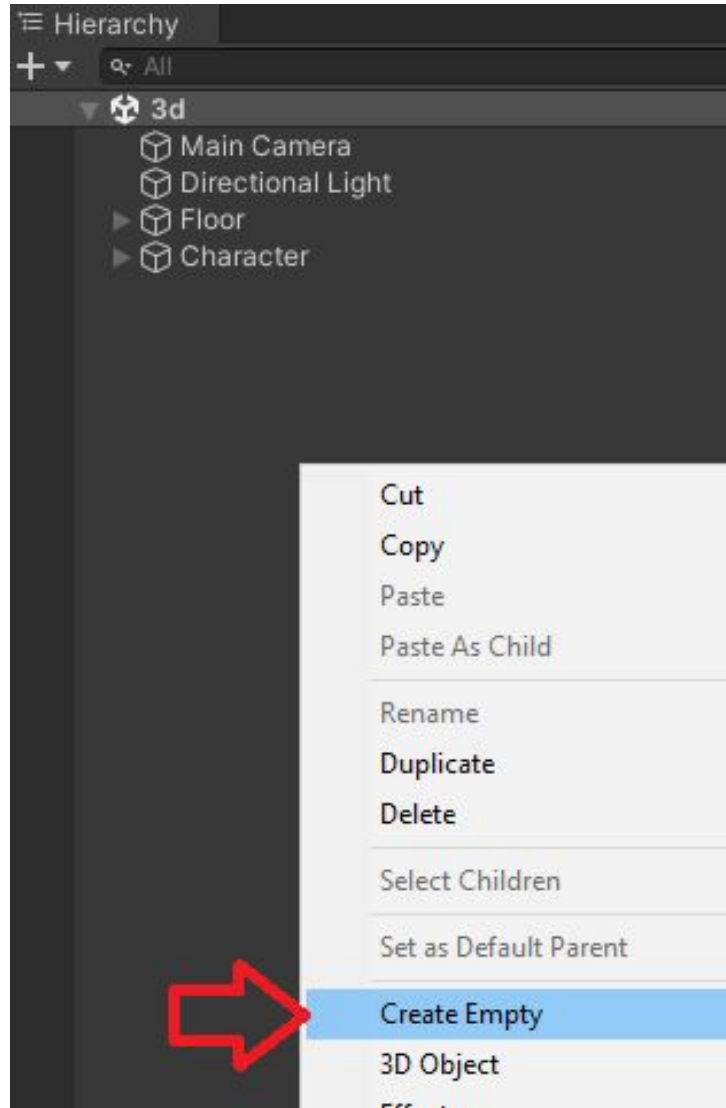 Hierarchy
All
3d
Main Camera
Directional Light
Floor
Character
Cut
Copy
Paste
Paste As Child
Rename
Duplicate
Delete
Select Children
Set as Default Parent
Create Empty
3D Object